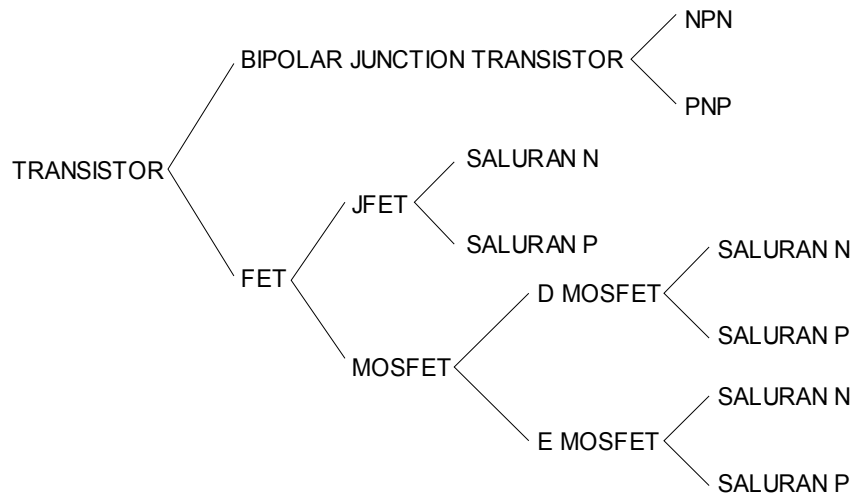 NPN
BIPOLAR JUNCTION TRANSISTOR
PNP
TRANSISTOR
SALURAN N
JFET
SALURAN P
FET
SALURAN N
D MOSFET
SALURAN P
MOSFET
SALURAN N
E MOSFET
SALURAN P